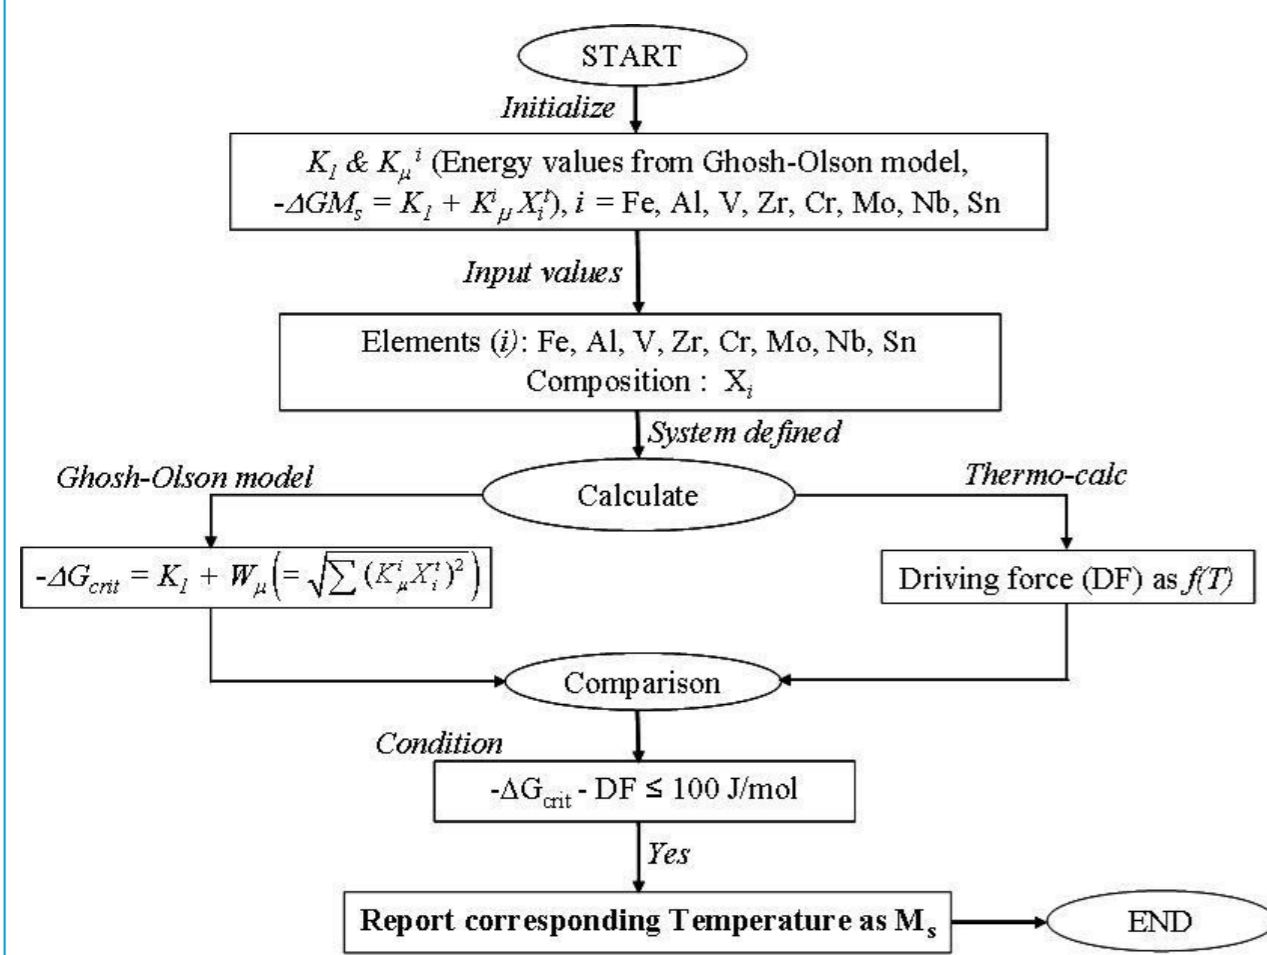 START
Initialize
K₁ & Kμⁱ (Energy values from Ghosh-Olson model,
-ΔGMₛ = K₁ + Kⁱμ Xᵢᵗ), i = Fe, Al, V, Zr, Cr, Mo, Nb, Sn
Input values
Elements (i): Fe, Al, V, Zr, Cr, Mo, Nb, Sn
Composition : Xᵢ
System defined
Ghosh-Olson model
Calculate
Thermo-calc
-ΔG_crit = K₁ + Wμ(=√∑(Kⁱμ Xᵢᵗ)²)
Driving force (DF) as f(T)
Comparison
Condition
-ΔG_crit - DF ≤ 100 J/mol
Yes
Report corresponding Temperature as Mₛ
END